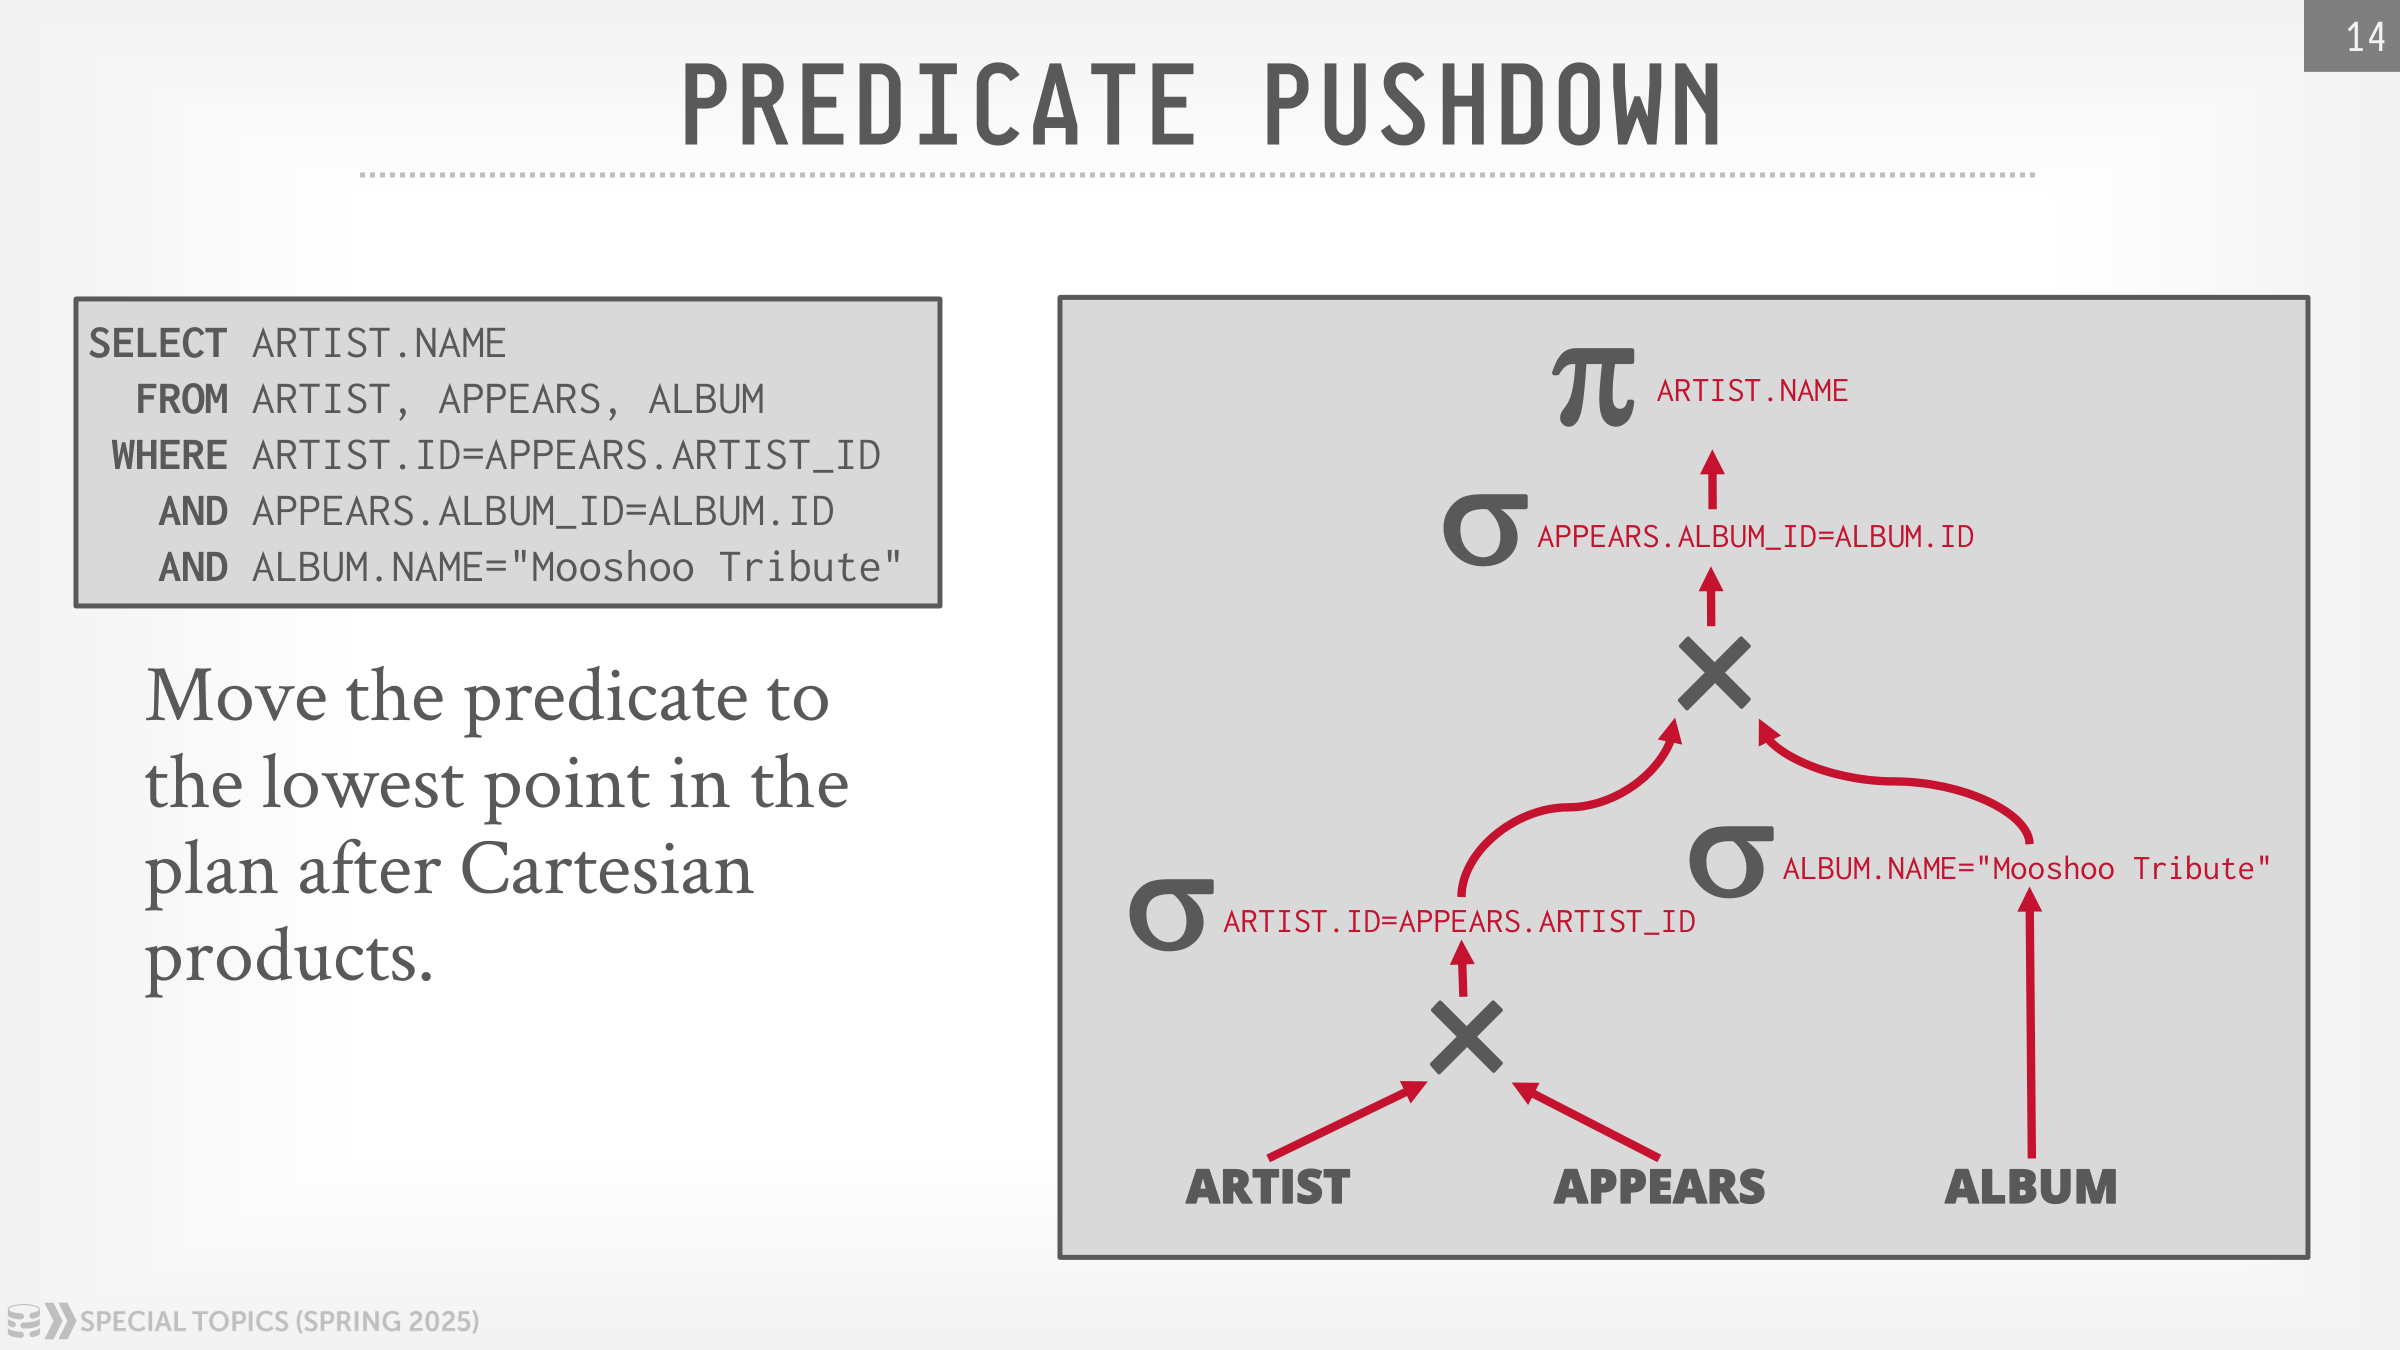 14
PREDICATE PUSHDOWN
SELECT ARTIST.NAME
FROM ARTIST, APPEARS, ALBUM
WHERE ARTIST.ID=APPEARS.ARTIST_ID
AND APPEARS.ALBUM_ID=ALBUM.ID
AND ALBUM.NAME="Mooshoo Tribute"
Move the predicate to
the lowest point in the
plan after Cartesian
products.
π ARTIST.NAME
σ APPEARS.ALBUM_ID=ALBUM.ID
×
σ ALBUM.NAME="Mooshoo Tribute"
σ ARTIST.ID=APPEARS.ARTIST_ID
×
ARTIST APPEARS ALBUM
SPECIAL TOPICS (SPRING 2025)